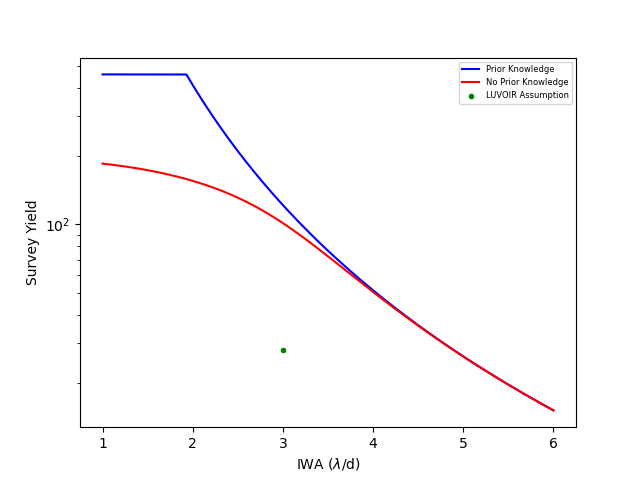 Prior Knowledge
No Prior Knowledge
LUVOIR Assumption
Survey Yield
10²
1 2 3 4 5 6
IWA (λ/d)